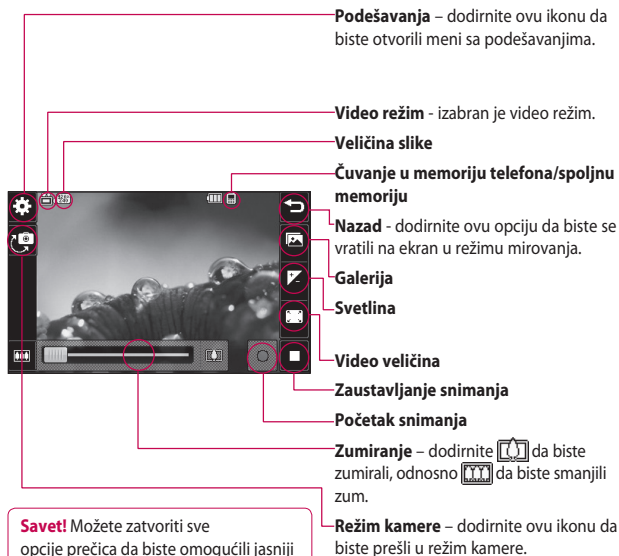 Podešavanja – dodirnite ovu ikonu da
biste otvorili meni sa podešavanjima.
Video režim - izabran je video režim.
Veličina slike
Čuvanje u memoriju telefona/spoljnu
memoriju
Nazad - dodirnite ovu opciju da biste se
vratili na ekran u režimu mirovanja.
Galerija
Svetlina
Video veličina
Zaustavljanje snimanja
Početak snimanja
Zumiranje – dodirnite da biste
zumirali, odnosno da biste smanjili
zum.
Režim kamere – dodirnite ovu ikonu da
biste prešli u režim kamere.
Savet! Možete zatvoriti sve
opcije prečica da biste omogućili jasniji